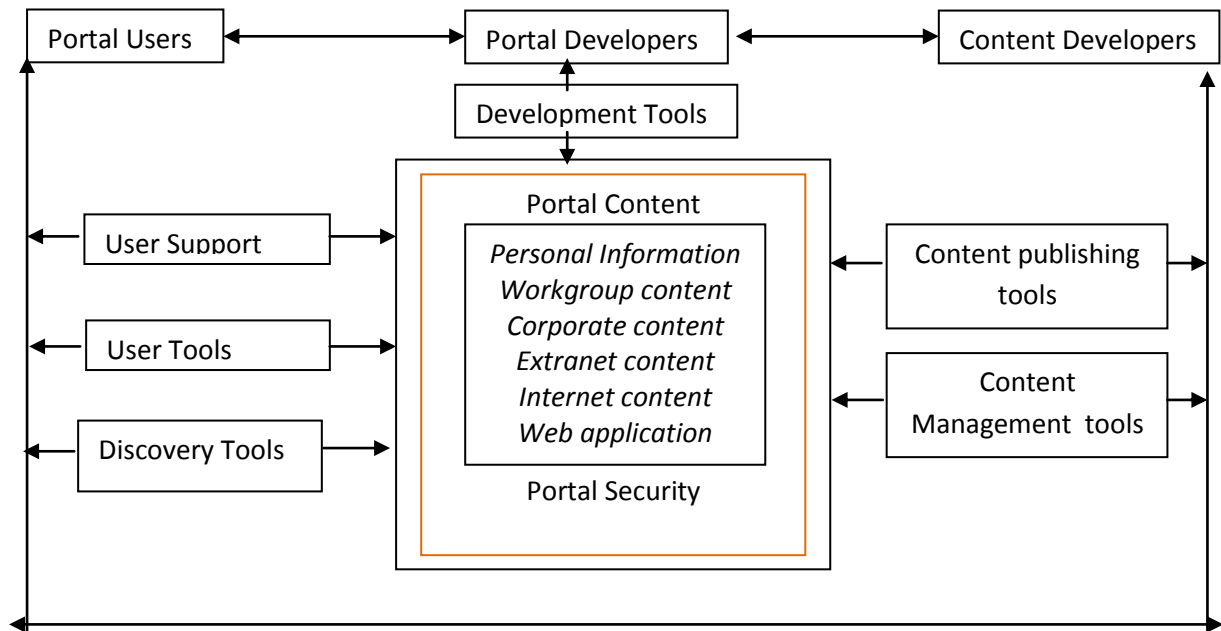 Portal Users
Portal Developers
Content Developers
Development Tools
Portal Content
User Support
Personal Information
Workgroup content
Corporate content
Extranet content
Internet content
Web application
Content publishing
tools
User Tools
Content
Management tools
Discovery Tools
Portal Security